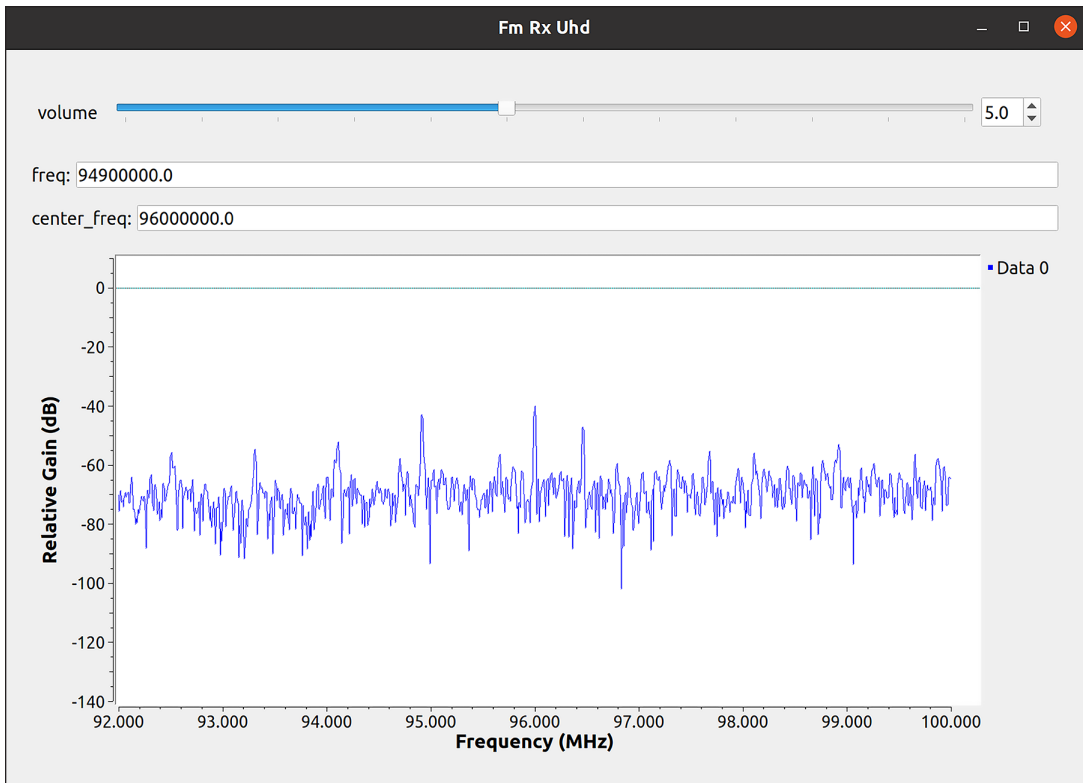 Fm Rx Uhd
volume
5.0
freq: 94900000.0
center_freq: 96000000.0
Data 0
0
-20
-40
-60
-80
-100
-120
-140
Relative Gain (dB)
92.000 93.000 94.000 95.000 96.000 97.000 98.000 99.000 100.000
Frequency (MHz)